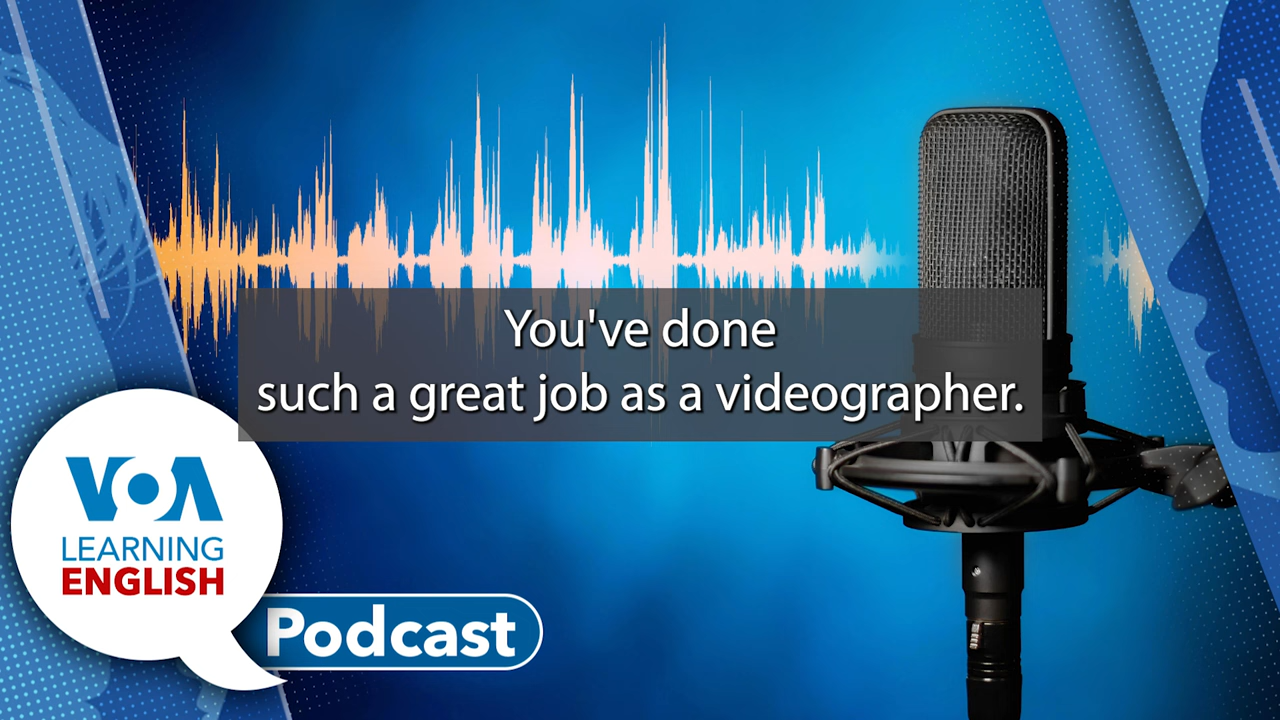 You've done
such a great job as a videographer.
VOA
LEARNING
ENGLISH
Podcast